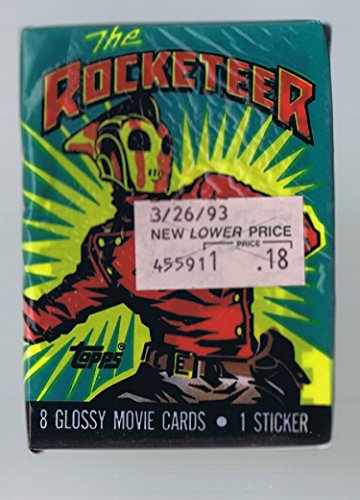 The
ROCKETEER
3/26/93
NEW LOWER PRICE
PRICE
455911 .18
TOPPS®
8 GLOSSY MOVIE CARDS • 1 STICKER